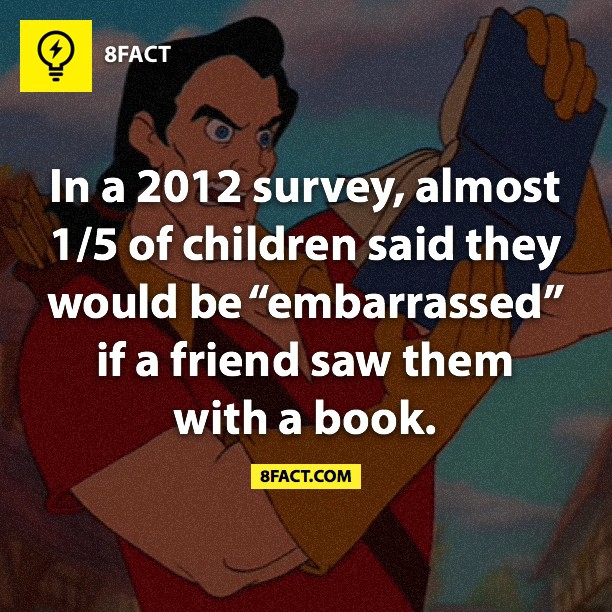 8FACT
In a 2012 survey, almost
1/5 of children said they
would be “embarrassed”
if a friend saw them
with a book.
8FACT.COM